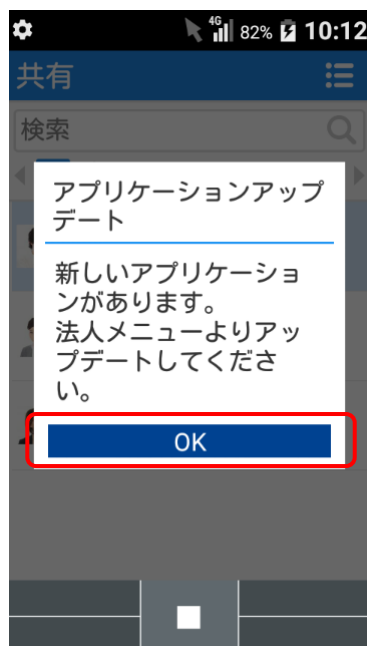 4G 82% 10:12
共有
検索
アプリケーションアップ
デート
新しいアプリケーショ
ンがあります。
法人メニューよりアッ
プデートしてくださ
い。
OK